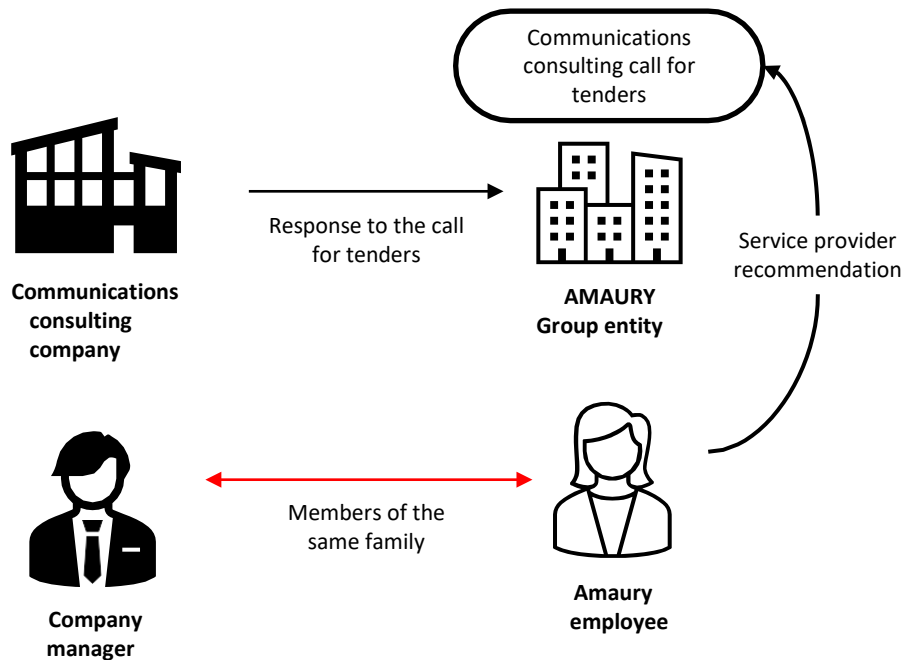 Communications
consulting call for
tenders
Response to the call
for tenders
Service provider
recommendation
Communications
consulting
company
AMAURY
Group entity
Members of the
same family
Company
manager
Amaury
employee